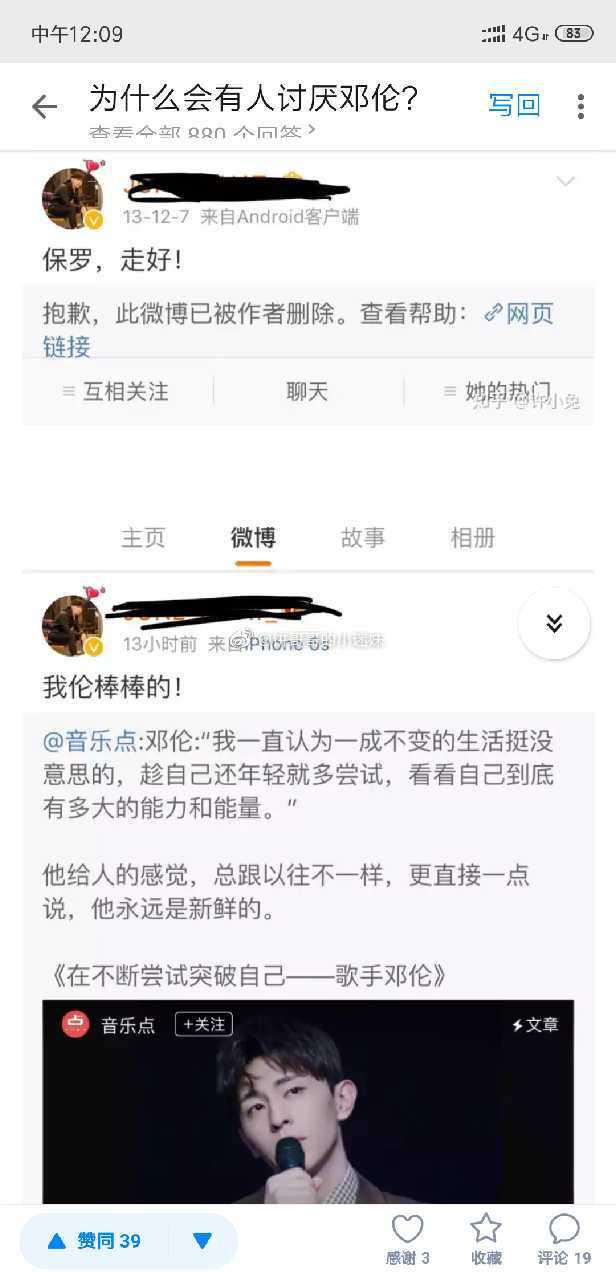 中午12:09
4G
83
为什么会有人讨厌邓伦?
写回
查看全部 880 个回答 >
13-12-7 来自Android客户端
保罗，走好!
抱歉，此微博已被作者删除。查看帮助: 网页
链接
互相关注
聊天
她的热门
知乎 @许小兔
主页
微博
故事
相册
13小时前 来自iPhone 6s
我伦棒棒的!
@音乐点:邓伦:“我一直认为一成不变的生活挺没
意思的，趁自己还年轻就多尝试，看看自己到底
有多大的能力和能量。”
他给人的感觉，总跟以往不一样，更直接一点
说，他永远是新鲜的。
《在不断尝试突破自己——歌手邓伦》
点
音乐点
+关注
文章
赞同 39
感谢 3
收藏
评论 19